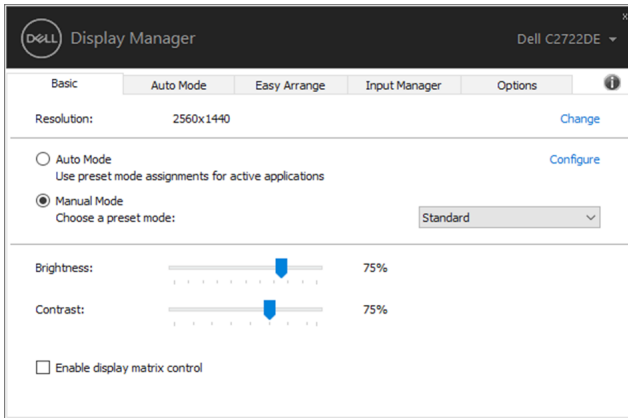 DELL Display Manager Dell C2722DE
x
Basic Auto Mode Easy Arrange Input Manager Options i
Resolution: 2560x1440 Change
Auto Mode Configure
Use preset mode assignments for active applications
Manual Mode
Choose a preset mode: Standard
Brightness: 75%
Contrast: 75%
Enable display matrix control